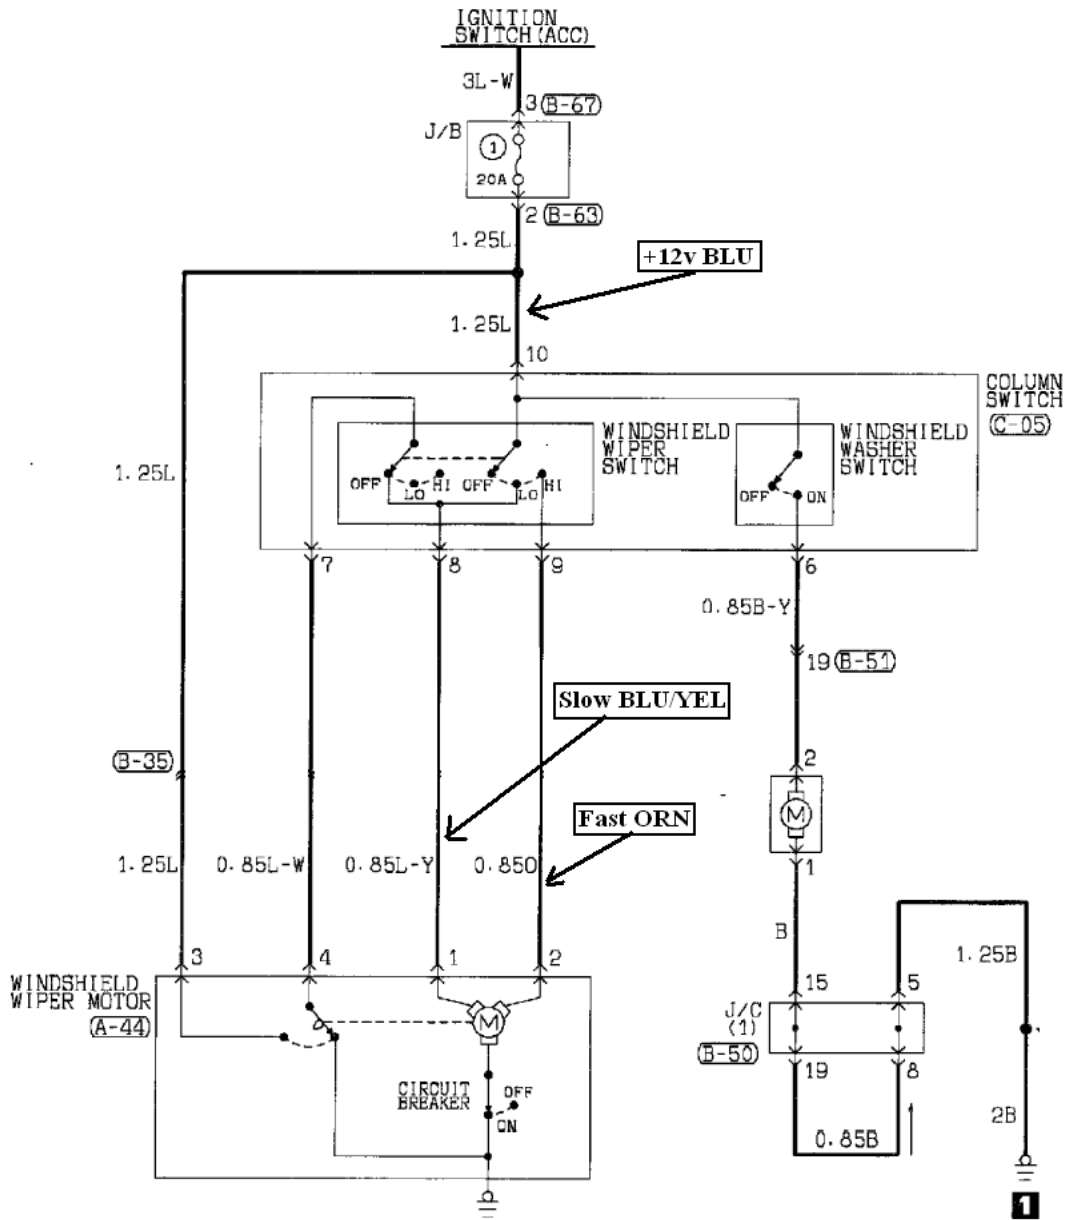 IGNITION
SWITCH(ACC)
3L-W
3 (B-67)
J/B
1
20A
2 (B-63)
1.25L
+12v BLU
1.25L
10
COLUMN
SWITCH
(C-05)
WINDSHIELD
WIPER
SWITCH
WINDSHIELD
WASHER
SWITCH
1.25L
OFF
LO
HI
OFF
LO
HI
OFF
ON
7
8
9
6
0.85B-Y
19 (B-51)
Slow BLU/YEL
(B-35)
2
M
Fast ORN
1.25L
0.85L-W
0.85L-Y
0.85O
1
B
3
4
1
2
1.25B
WINDSHIELD
WIPER MOTOR
(A-44)
15
5
M
J/C
(1)
(B-50)
19
8
CIRCUIT
BREAKER
OFF
ON
0.85B
2B
1